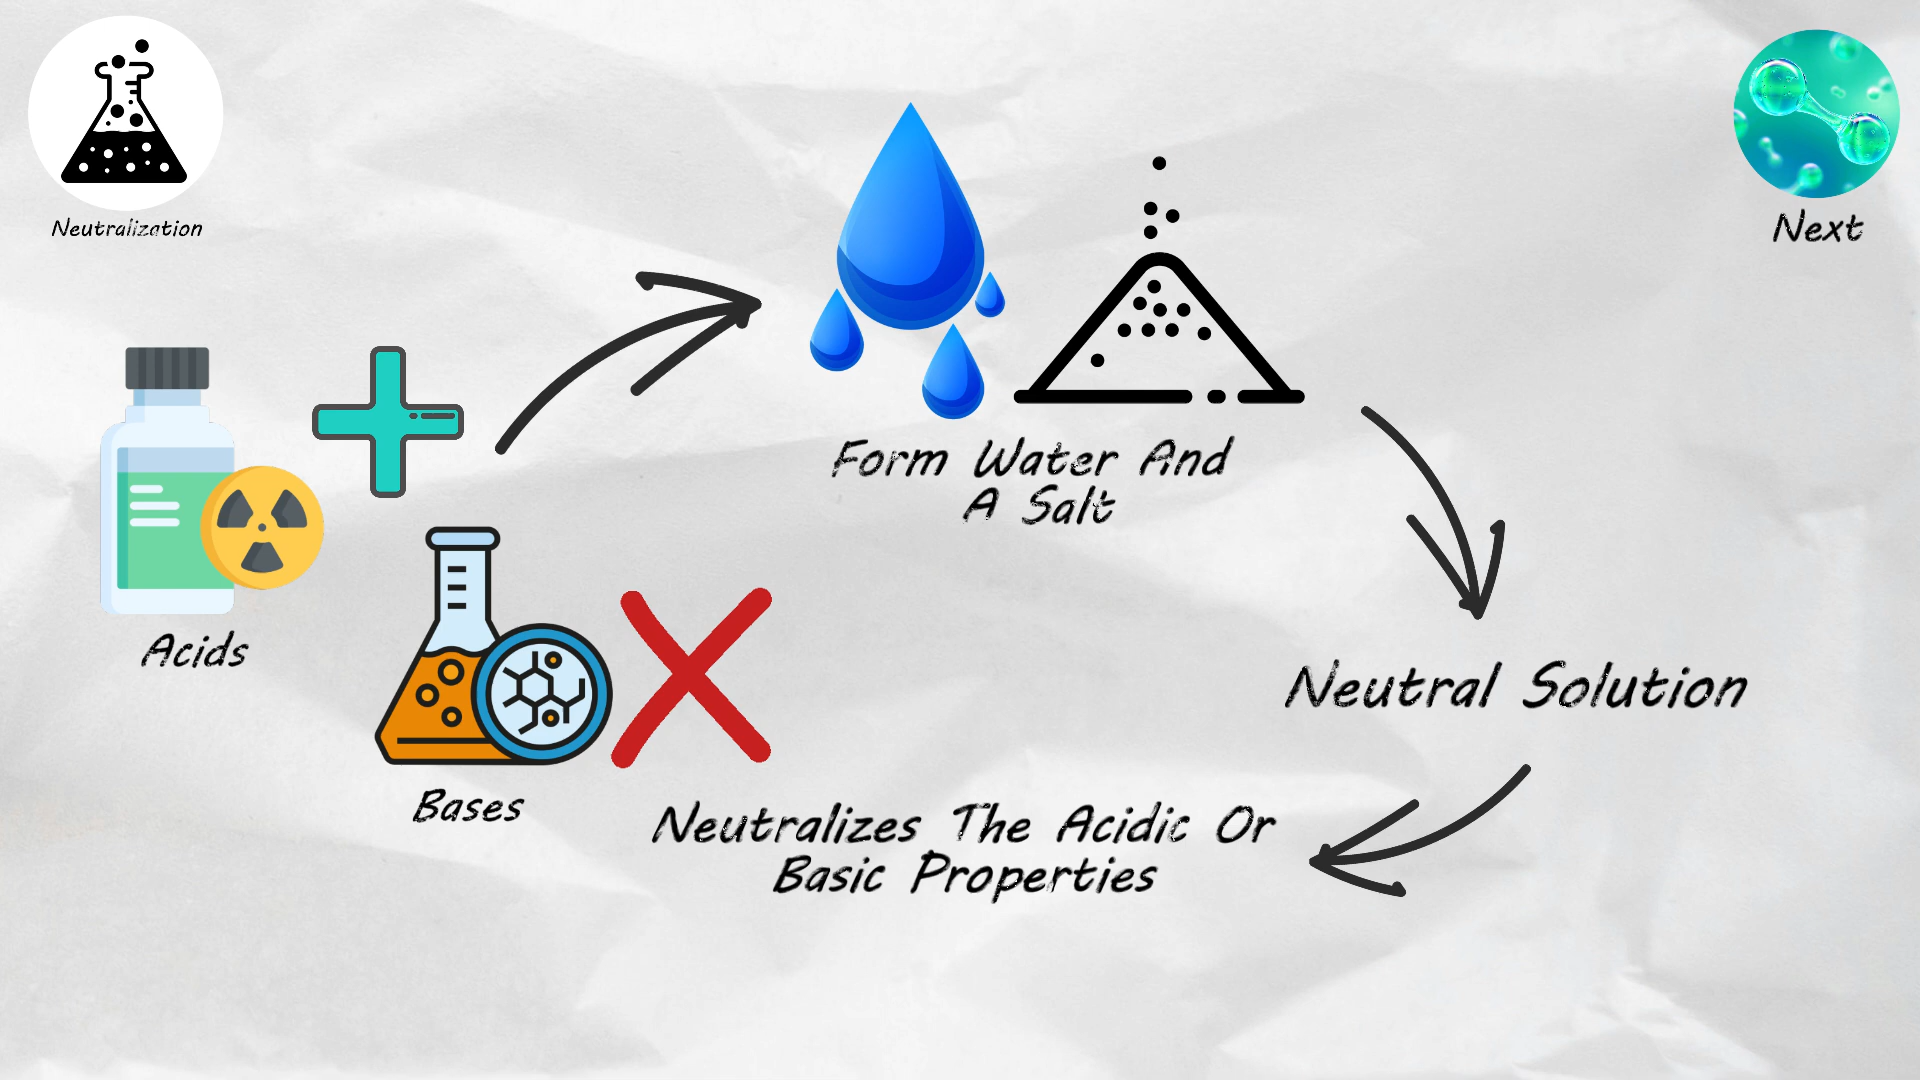 Neutralization
Next
Form Water And
A Salt
Acids
Bases
Neutral Solution
Neutralizes The Acidic Or
Basic Properties